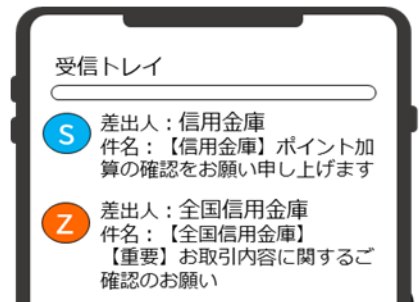 受信トレイ
S
差出人：信用金庫
件名：【信用金庫】ポイント加
算の確認をお願い申し上げます
Z
差出人：全国信用金庫
件名：【全国信用金庫】
【重要】お取引内容に関するご
確認のお願い